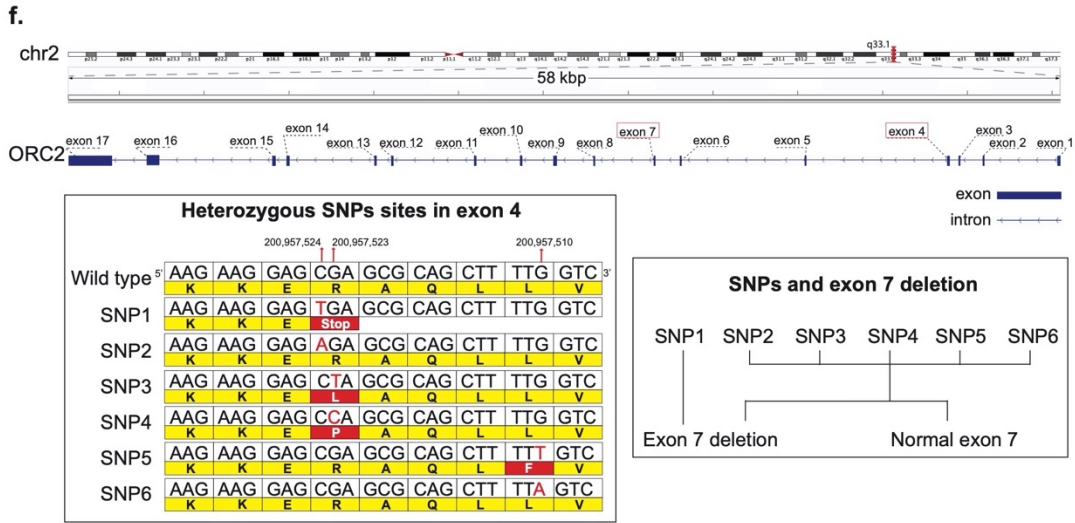 f.
chr2
q33.1
58 kbp
ORC2
exon 17 exon 16 exon 15 exon 14 exon 13 exon 12 exon 11 exon 10 exon 9 exon 8 exon 7 exon 6 exon 5 exon 4 exon 3 exon 2 exon 1
exon
intron
Heterozygous SNPs sites in exon 4
200,957,524 200,957,523 200,957,510
Wild type 5' AAG AAG GAG CGA GCG CAG CTT TTG GTC 3'
K K E R A Q L L V
SNP1 AAG AAG GAG TGA GCG CAG CTT TTG GTC
K K E Stop
SNP2 AAG AAG GAG AGA GCG CAG CTT TTG GTC
K K E R A Q L L V
SNP3 AAG AAG GAG CTA GCG CAG CTT TTG GTC
K K E L A Q L L V
SNP4 AAG AAG GAG CCA GCG CAG CTT TTG GTC
K K E P A Q L L V
SNP5 AAG AAG GAG CGA GCG CAG CTT TTT GTC
K K E R A Q L F V
SNP6 AAG AAG GAG CGA GCG CAG CTT TTA GTC
K K E R A Q L L V
SNPs and exon 7 deletion
SNP1 SNP2 SNP3 SNP4 SNP5 SNP6
Exon 7 deletion Normal exon 7